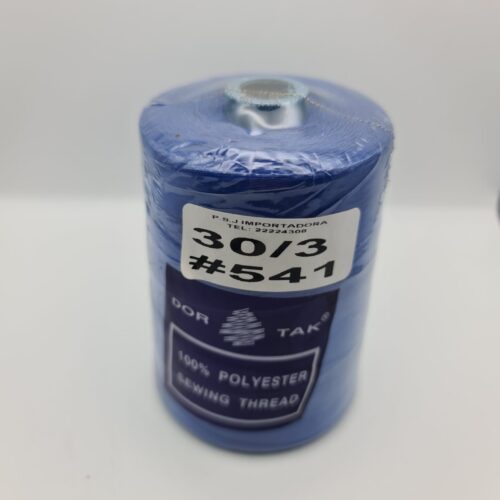 P.S.J IMPORTADORA
TEL: 22224308
30/3
#541
DOR TAK®
100% POLYESTER
SEWING THREAD